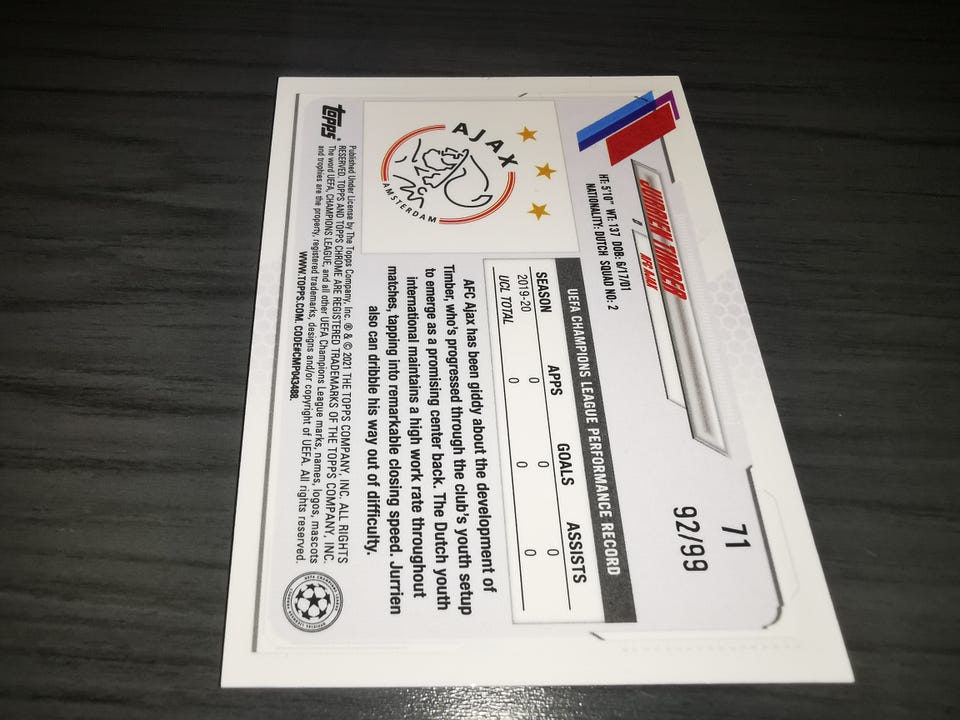 71
92/99
JURRIEN TIMBER
D AFC AJAX
HT: 5'10" WT: 137 DOB: 6/17/01
NATIONALITY: DUTCH SQUAD NO: 2
UEFA CHAMPIONS LEAGUE PERFORMANCE RECORD
SEASON APPS GOALS ASSISTS
2019-20 0 0 0
UCL TOTAL 0 0 0
AJAX
AMSTERDAM
AFC Ajax has been giddy about the development of
Timber, who's progressed through the club's youth setup
to emerge as a promising center back. The Dutch youth
international maintains a high work rate throughout
matches, tapping into remarkable closing speed. Jurrien
also can dribble his way out of difficulty.
topps
Published Under License by The Topps Company, Inc. ® & © 2021 THE TOPPS COMPANY, INC. ALL RIGHTS
RESERVED. TOPPS AND TOPPS CHROME ARE REGISTERED TRADEMARKS OF THE TOPPS COMPANY, INC.
The word UEFA, CHAMPIONS LEAGUE, and all other UEFA Champions League marks, names, logos, mascots
and trophies are the property, registered trademarks, designs and/or copyright of UEFA. All rights reserved.
WWW.TOPPS.COM. CODE#CMP043488.